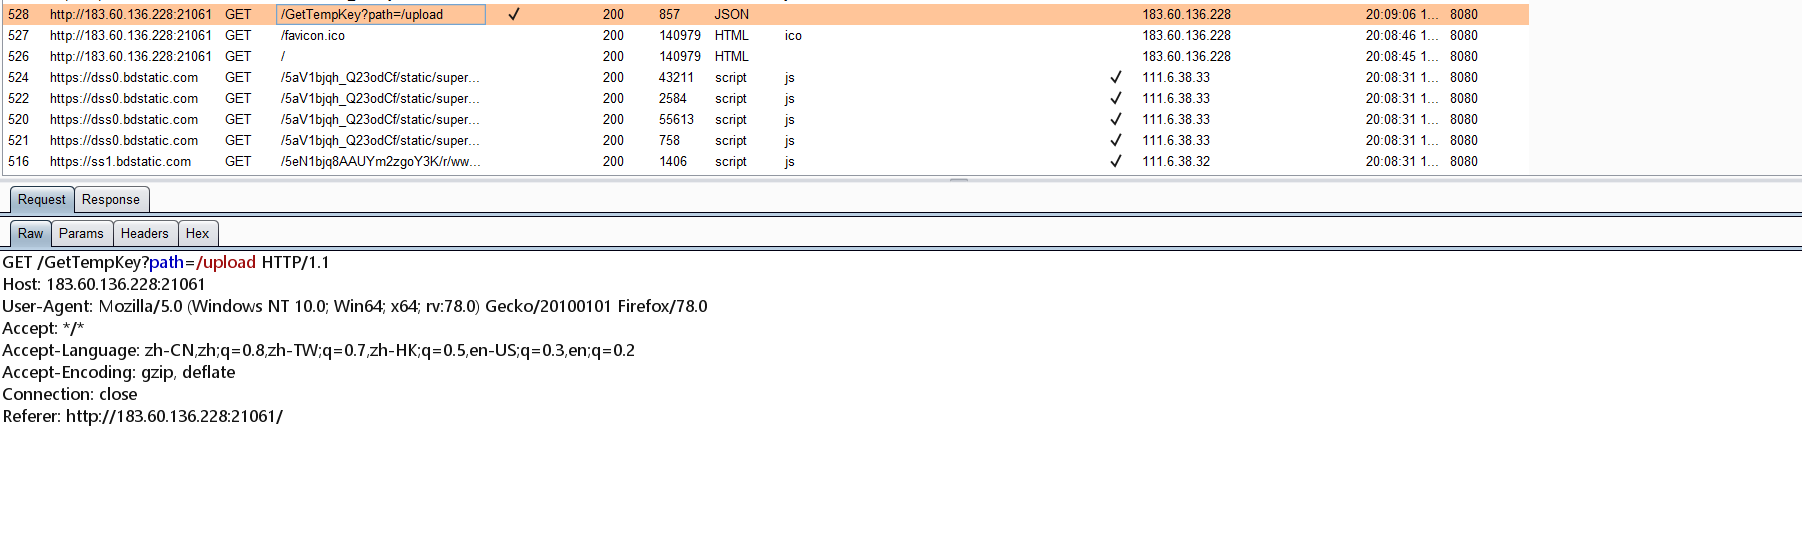 528 http://183.60.136.228:21061 GET /GetTempKey?path=/upload ✓ 200 857 JSON 183.60.136.228 20:09:06 1... 8080
527 http://183.60.136.228:21061 GET /favicon.ico 200 140979 HTML ico 183.60.136.228 20:08:46 1... 8080
526 http://183.60.136.228:21061 GET / 200 140979 HTML 183.60.136.228 20:08:45 1... 8080
524 https://dss0.bdstatic.com GET /5aV1bjqh_Q23odCf/static/super... 200 43211 script js ✓ 111.6.38.33 20:08:31 1... 8080
522 https://dss0.bdstatic.com GET /5aV1bjqh_Q23odCf/static/super... 200 2584 script js ✓ 111.6.38.33 20:08:31 1... 8080
520 https://dss0.bdstatic.com GET /5aV1bjqh_Q23odCf/static/super... 200 55613 script js ✓ 111.6.38.33 20:08:31 1... 8080
521 https://dss0.bdstatic.com GET /5aV1bjqh_Q23odCf/static/super... 200 758 script js ✓ 111.6.38.33 20:08:31 1... 8080
516 https://ss1.bdstatic.com GET /5eN1bjq8AAUYm2zgoY3K/r/ww... 200 1406 script js ✓ 111.6.38.32 20:08:31 1... 8080
Request Response
Raw Params Headers Hex
GET /GetTempKey?path=/upload HTTP/1.1
Host: 183.60.136.228:21061
User-Agent: Mozilla/5.0 (Windows NT 10.0; Win64; x64; rv:78.0) Gecko/20100101 Firefox/78.0
Accept: */*
Accept-Language: zh-CN,zh;q=0.8,zh-TW;q=0.7,zh-HK;q=0.5,en-US;q=0.3,en;q=0.2
Accept-Encoding: gzip, deflate
Connection: close
Referer: http://183.60.136.228:21061/